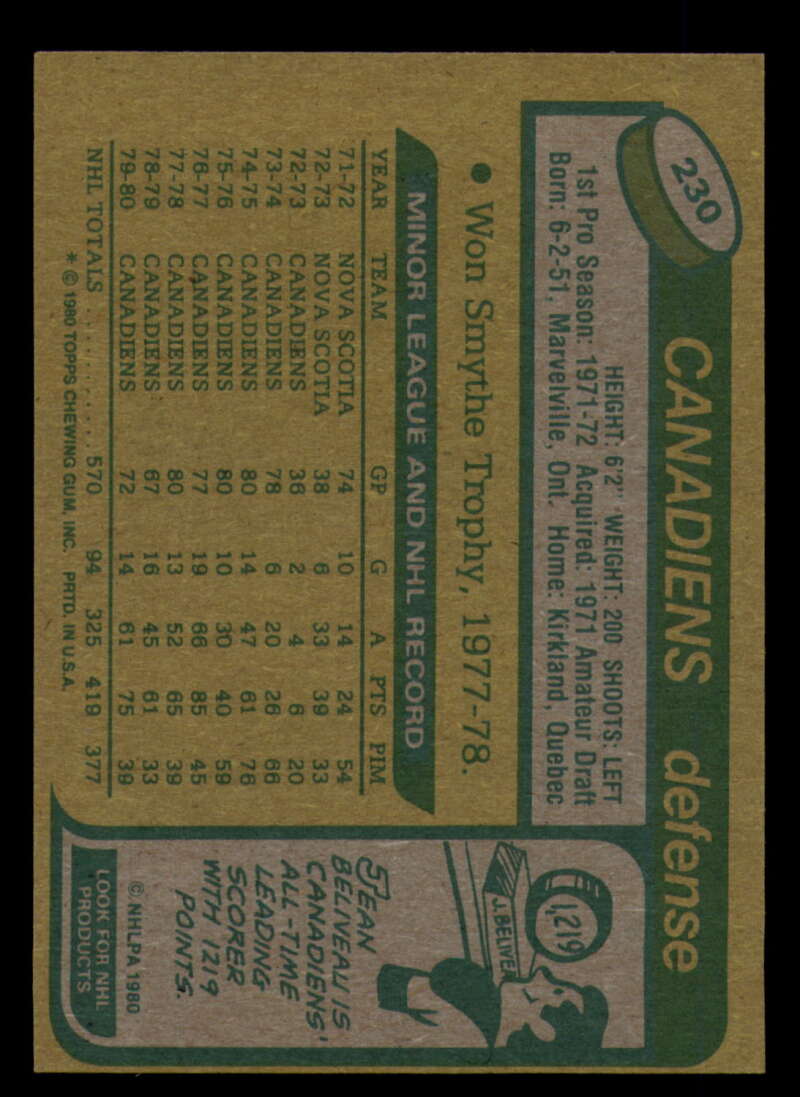 230
CANADIENS defense
HEIGHT: 6'2" WEIGHT: 200 SHOOTS: LEFT
1st Pro Season: 1971-72 Acquired: 1971 Amateur Draft
Born: 6-2-51, Marvelville, Ont. Home: Kirkland, Quebec
● Won Smythe Trophy, 1977-78.
MINOR LEAGUE AND NHL RECORD
YEAR TEAM GP G A PTS PIM
71-72 NOVA SCOTIA 74 10 14 24 54
72-73 NOVA SCOTIA 38 6 33 39 33
72-73 CANADIENS 36 2 4 6 20
73-74 CANADIENS 78 6 20 26 66
74-75 CANADIENS 80 14 47 61 76
75-76 CANADIENS 80 10 30 40 59
76-77 CANADIENS 77 19 66 85 45
77-78 CANADIENS 80 13 52 65 39
78-79 CANADIENS 67 16 45 61 33
79-80 CANADIENS 72 14 61 75 39
NHL TOTALS .............. 570 94 325 419 377
* © 1980 TOPPS CHEWING GUM, INC. PRTD. IN U.S.A.
1,219
J. BELIVEA
JEAN
BELIVEAU IS
CANADIENS'
ALL-TIME
LEADING
SCORER
WITH 1219
POINTS.
© NHLPA 1980
LOOK FOR NHL
PRODUCTS